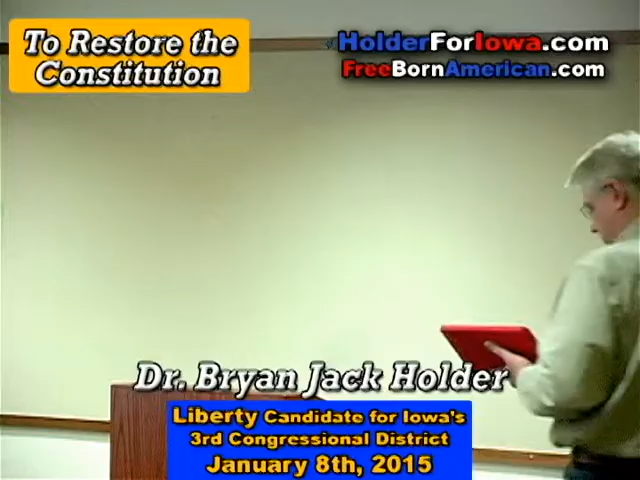 To Restore the
Constitution
HolderForIowa.com
FreeBornAmerican.com
Dr. Bryan Jack Holder
Liberty Candidate for Iowa's
3rd Congressional District
January 8th, 2015